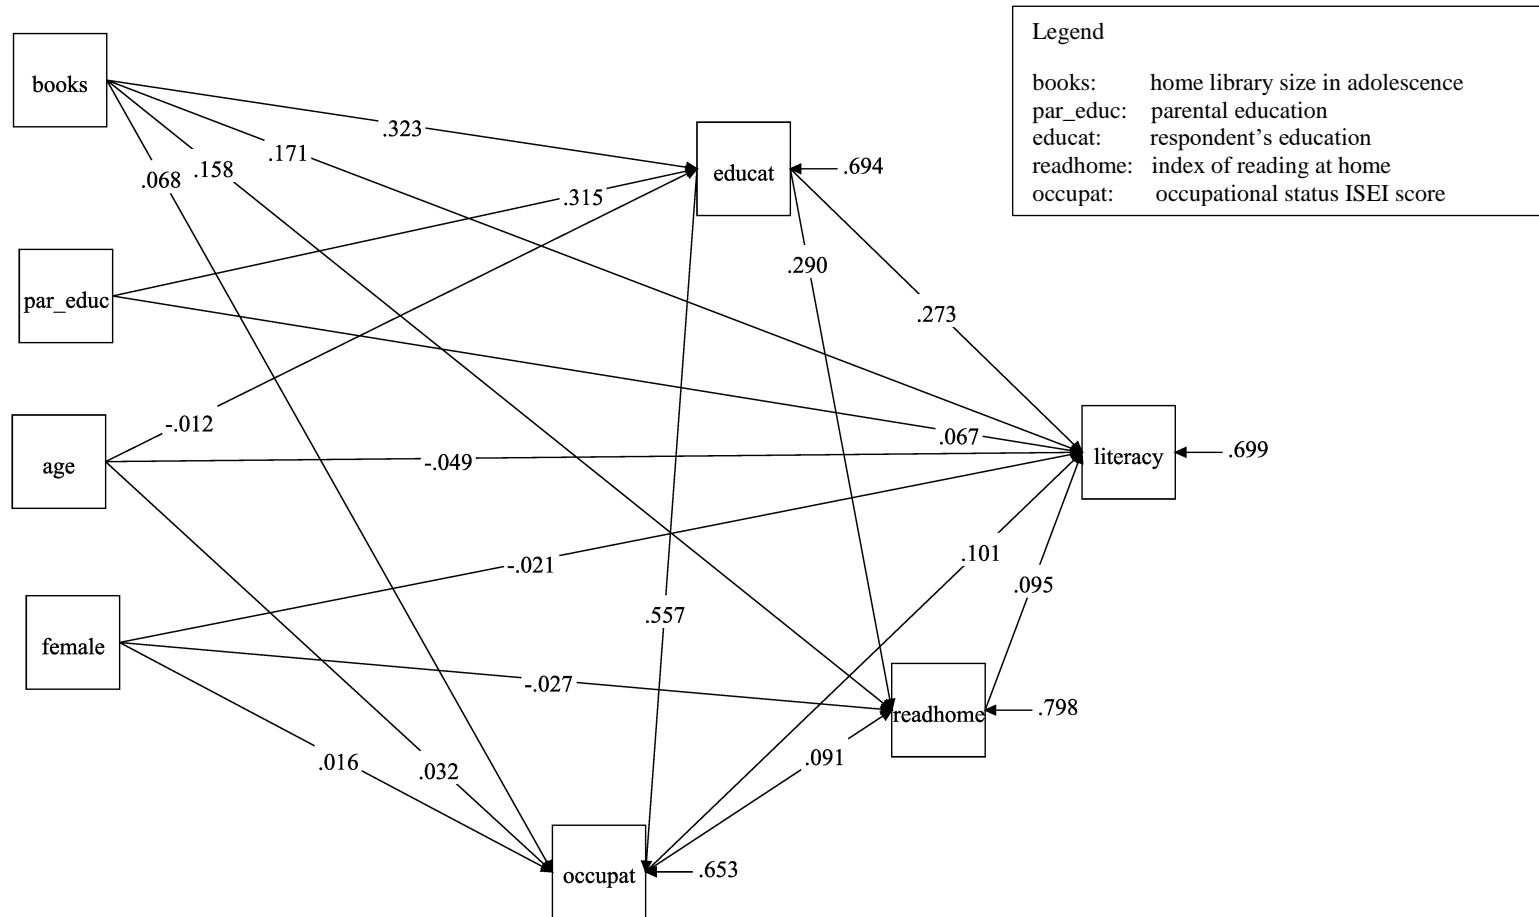 Legend
books: home library size in adolescence
par_educ: parental education
educat: respondent’s education
readhome: index of reading at home
occupat: occupational status ISEI score
books
.323
.171
.158
.068
educat
.694
.315
par_educ
.290
.273
-.012
age
-.049
.067
literacy
.699
-.021
.101
.095
female
.557
-.027
readhome
.798
.016
.032
.091
occupat
.653